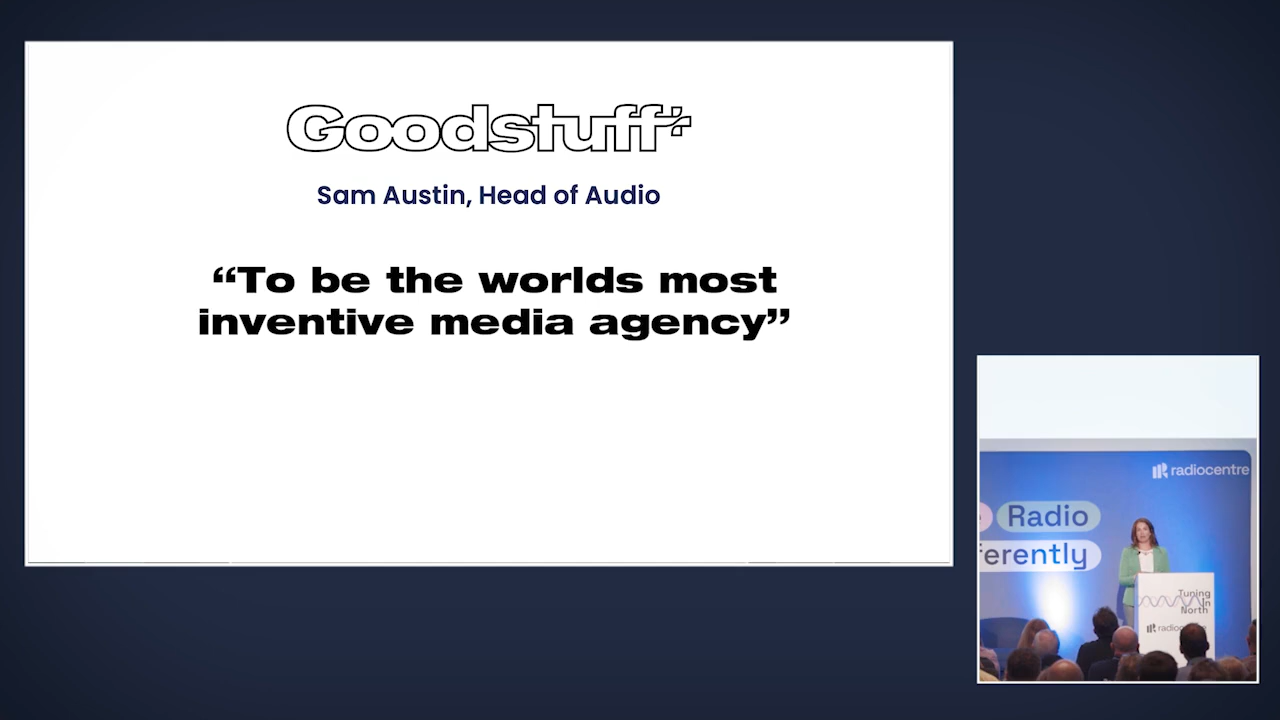 Goodstuff
Sam Austin, Head of Audio
“To be the worlds most
inventive media agency”
radiocentre
Radio
erently
Tuning
In
North
radiocentre